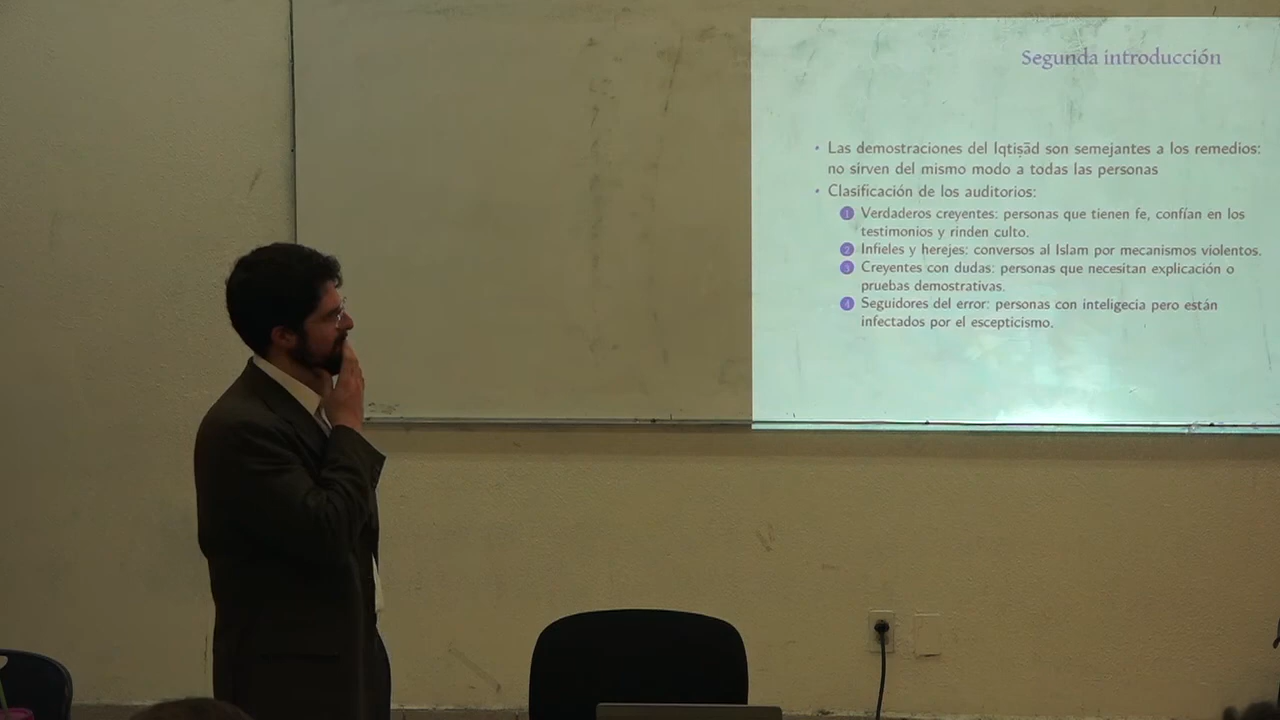 Segunda introducción
• Las demostraciones del Iqtiṣād son semejantes a los remedios:
no sirven del mismo modo a todas las personas
• Clasificación de los auditorios:
1 Verdaderos creyentes: personas que tienen fe, confían en los
testimonios y rinden culto.
2 Infieles y herejes: conversos al Islam por mecanismos violentos.
3 Creyentes con dudas: personas que necesitan explicación o
pruebas demostrativas.
4 Seguidores del error: personas con inteligecia pero están
infectados por el escepticismo.